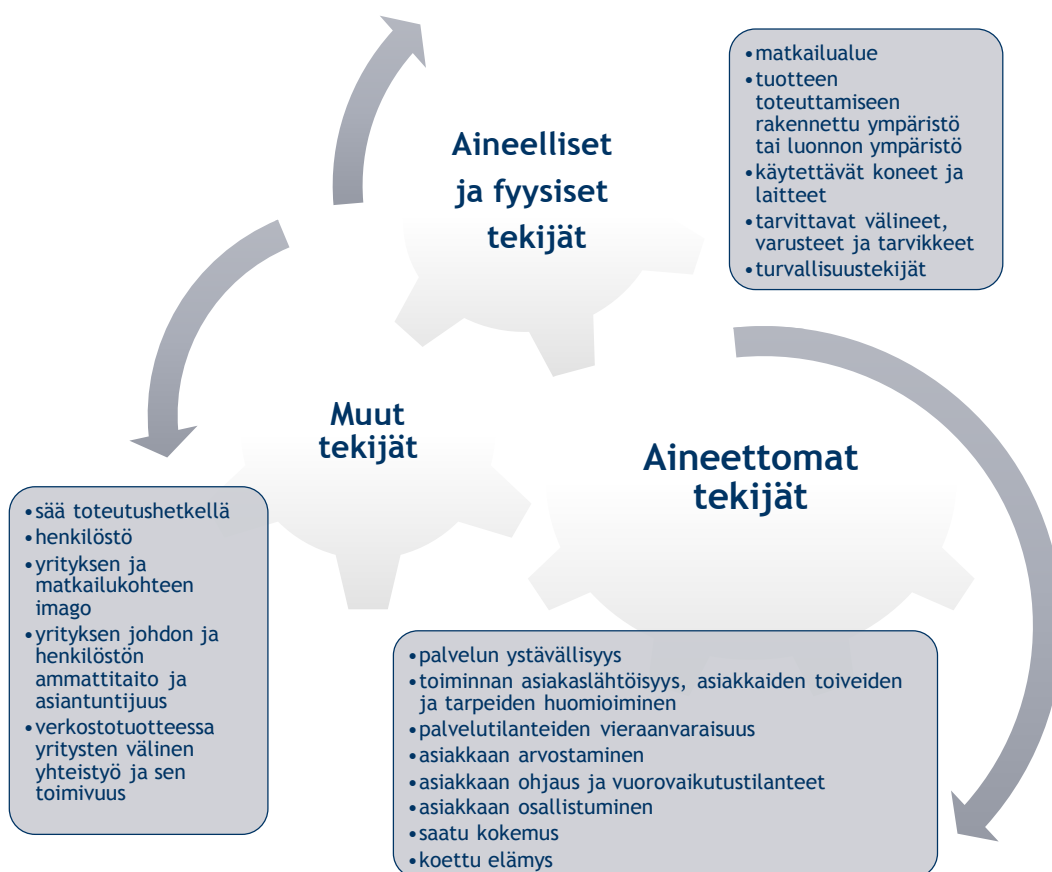 Aineelliset
ja fyysiset
tekijät
•matkailualue
•tuotteen
toteuttamiseen
rakennettu ympäristö
tai luonnon ympäristö
•käytettävät koneet ja
laitteet
•tarvittavat välineet,
varusteet ja tarvikkeet
•turvallisuustekijät
Muut
tekijät
•sää toteutushetkellä
•henkilöstö
•yrityksen ja
matkailukohteen
imago
•yrityksen johdon ja
henkilöstön
ammattitaito ja
asiantuntijuus
•verkostotuotteessa
yritysten välinen
yhteistyö ja sen
toimivuus
Aineettomat
tekijät
•palvelun ystävällisyys
•toiminnan asiakaslähtöisyys, asiakkaiden toiveiden
ja tarpeiden huomioiminen
•palvelutilanteiden vieraanvaraisuus
•asiakkaan arvostaminen
•asiakkaan ohjaus ja vuorovaikutustilanteet
•asiakkaan osallistuminen
•saatu kokemus
•koettu elämys